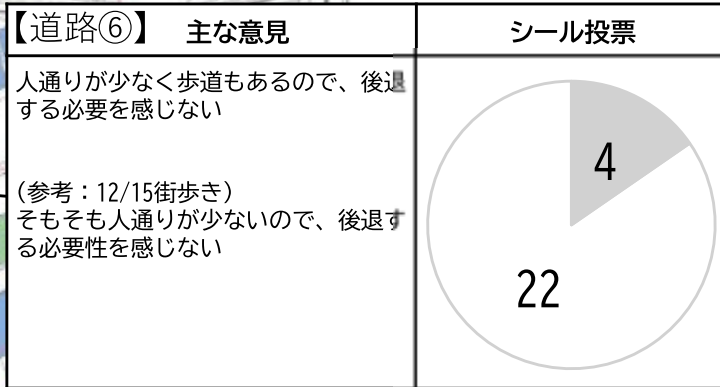 【道路⑥】 主な意見
シール投票
人通りが少なく歩道もあるので、後退
する必要を感じない
(参考：12/15街歩き)
そもそも人通りが少ないので、後退す
る必要性を感じない
4
22